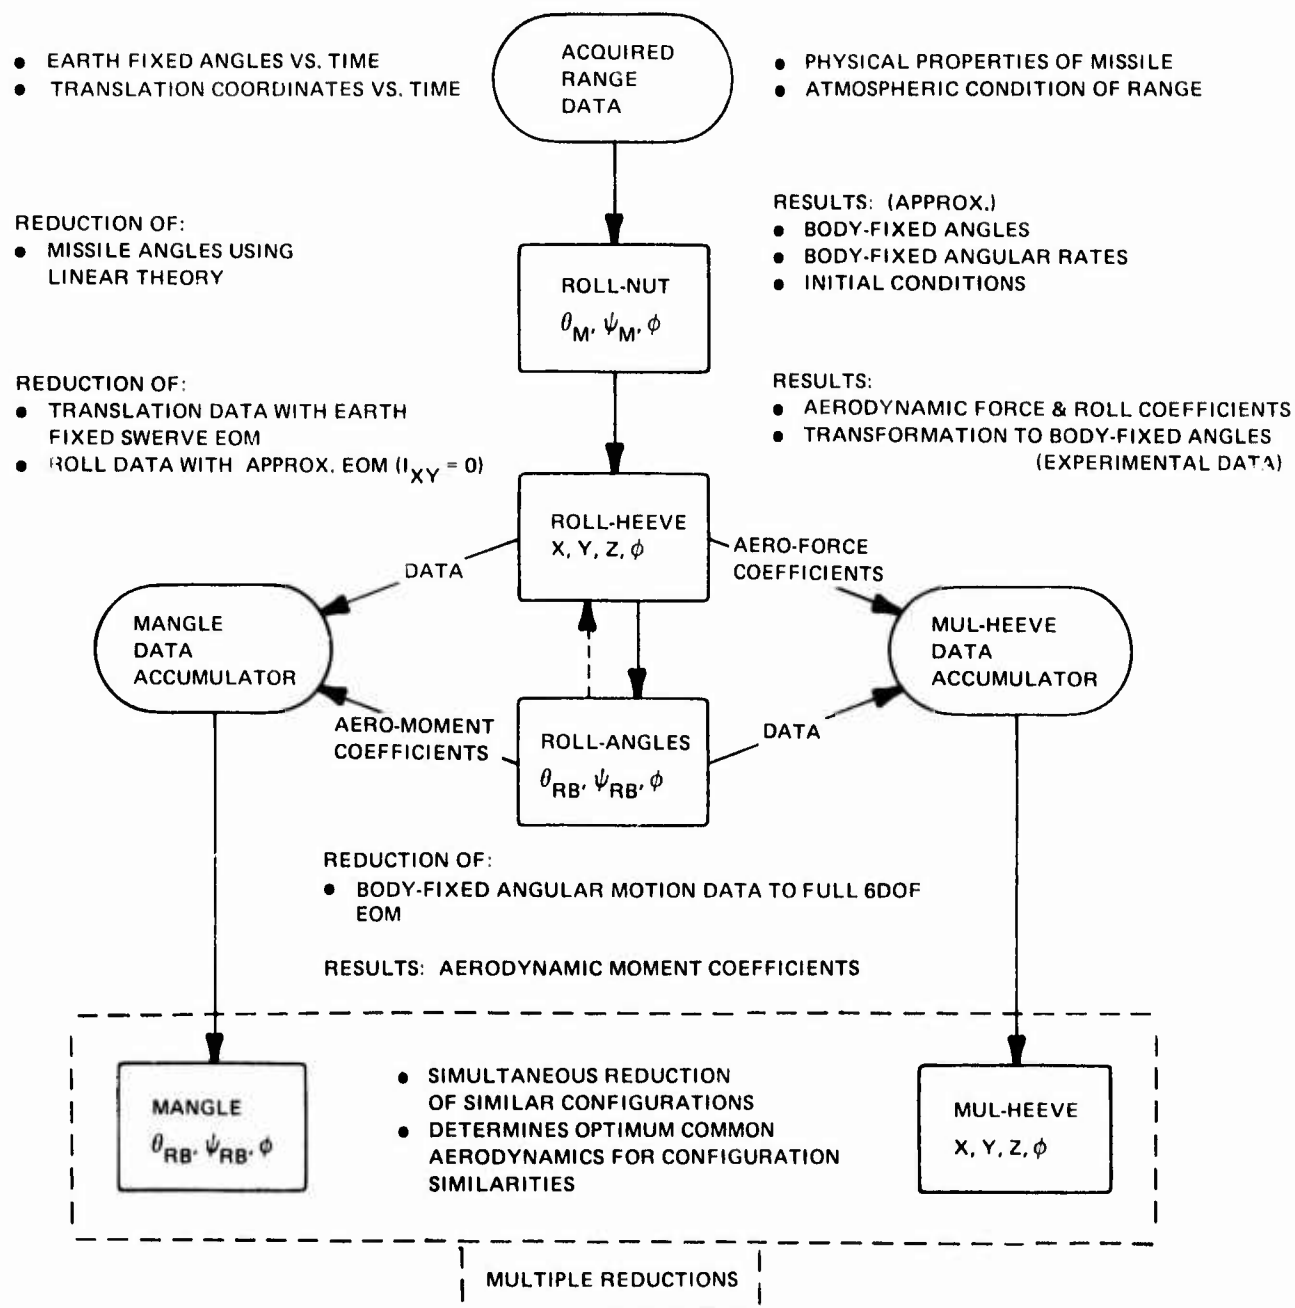 ● EARTH FIXED ANGLES VS. TIME
● TRANSLATION COORDINATES VS. TIME
ACQUIRED
RANGE
DATA
● PHYSICAL PROPERTIES OF MISSILE
● ATMOSPHERIC CONDITION OF RANGE
REDUCTION OF:
● MISSILE ANGLES USING
LINEAR THEORY
ROLL-NUT
θM, ψM, ϕ
RESULTS: (APPROX.)
● BODY-FIXED ANGLES
● BODY-FIXED ANGULAR RATES
● INITIAL CONDITIONS
REDUCTION OF:
● TRANSLATION DATA WITH EARTH
FIXED SWERVE EOM
● ROLL DATA WITH APPROX. EOM (IXY = 0)
ROLL-HEEVE
X, Y, Z, ϕ
RESULTS:
● AERODYNAMIC FORCE & ROLL COEFFICIENTS
● TRANSFORMATION TO BODY-FIXED ANGLES
(EXPERIMENTAL DATA)
DATA
AERO-FORCE
COEFFICIENTS
MANGLE
DATA
ACCUMULATOR
MUL-HEEVE
DATA
ACCUMULATOR
AERO-MOMENT
COEFFICIENTS
ROLL-ANGLES
θRB, ψRB, ϕ
DATA
REDUCTION OF:
● BODY-FIXED ANGULAR MOTION DATA TO FULL 6DOF
EOM
RESULTS: AERODYNAMIC MOMENT COEFFICIENTS
MANGLE
θRB, ψRB, ϕ
● SIMULTANEOUS REDUCTION
OF SIMILAR CONFIGURATIONS
● DETERMINES OPTIMUM COMMON
AERODYNAMICS FOR CONFIGURATION
SIMILARITIES
MUL-HEEVE
X, Y, Z, ϕ
MULTIPLE REDUCTIONS